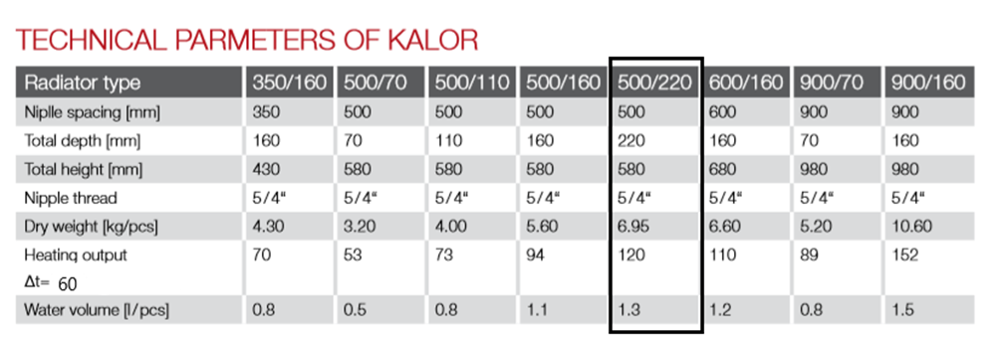 TECHNICAL PARMETERS OF KALOR
Radiator type 350/160 500/70 500/110 500/160 500/220 600/160 900/70 900/160
Niplle spacing [mm] 350 500 500 500 500 600 900 900
Total depth [mm] 160 70 110 160 220 160 70 160
Total height [mm] 430 580 580 580 580 680 980 980
Nipple thread 5/4" 5/4" 5/4" 5/4" 5/4" 5/4" 5/4" 5/4"
Dry weight [kg/pcs] 4.30 3.20 4.00 5.60 6.95 6.60 5.20 10.60
Heating output 70 53 73 94 120 110 89 152
Δt= 60
Water volume [l/pcs] 0.8 0.5 0.8 1.1 1.3 1.2 0.8 1.5